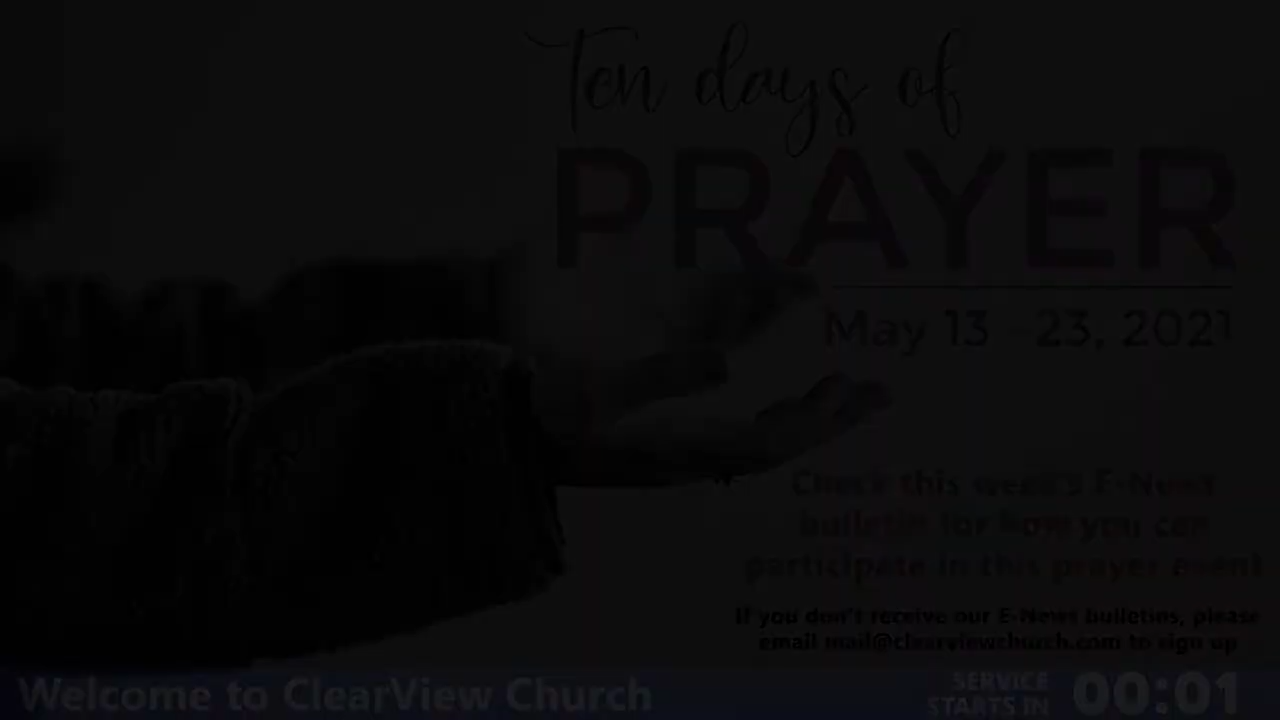 Ten days of
PRAYER
May 13 - 23, 2021
Check this week's E-News
bulletin for how you can
participate in this prayer event
If you don't receive our E-News bulletins, please
email mail@clearviewchurch.com to sign up
Welcome to ClearView Church
SERVICE
STARTS IN
00:01